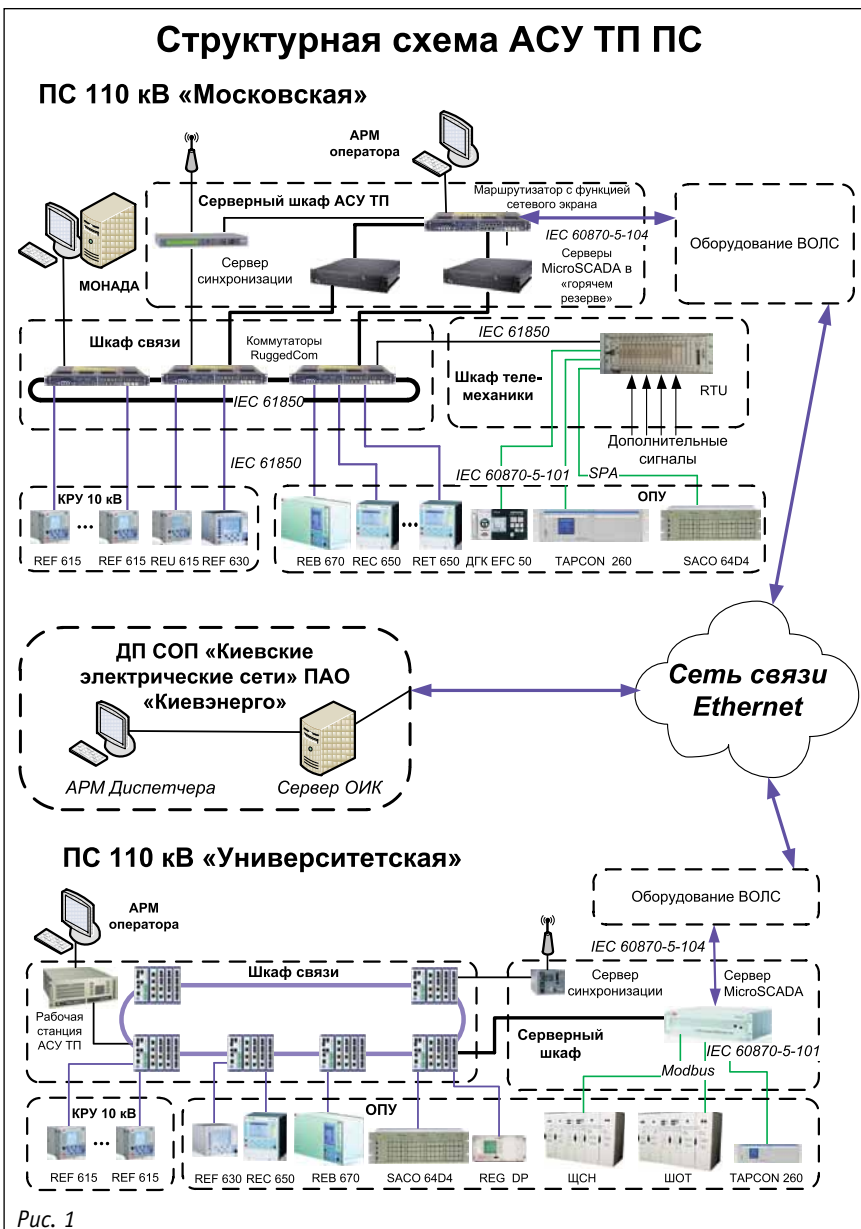 Структурная схема АСУ ТП ПС
ПС 110 кВ «Московская»
АРМ
оператора
Серверный шкаф АСУ ТП
Маршрутизатор с функцией
сетевого экрана
IEC 60870-5-104
Оборудование ВОЛС
МОНАДА
Сервер
синхронизации
Серверы
MicroSCADA в
«горячем
резерве»
Шкаф связи
Коммутаторы
RuggedCom
IEC 61850
IEC 61850
Шкаф теле-
механики
RTU
Дополнительные
сигналы
IEC 61850
IEC 60870-5-101
SPA
КРУ 10 кВ
...
REF 615
REF 615
REU 615
REF 630
ОПУ
...
REB 670
REC 650
RET 650
ДГК EFC 50
TAPCON 260
SACO 64D4
ДП СОП «Киевские
электрические сети» ПАО
«Киевэнерго»
АРМ Диспетчера
Сервер ОИК
Сеть связи
Ethernet
ПС 110 кВ «Университетская»
Оборудование ВОЛС
АРМ
оператора
IEC 60870-5-104
Шкаф связи
Сервер
синхронизации
Сервер
MicroSCADA
Рабочая
станция
АСУ ТП
Серверный
шкаф
IEC 60870-5-101
Modbus
КРУ 10 кВ
...
REF 615
REF 615
ОПУ
REF 630
REC 650
REB 670
SACO 64D4
REG DP
ЩСН
ШОТ
TAPCON 260
Рис. 1